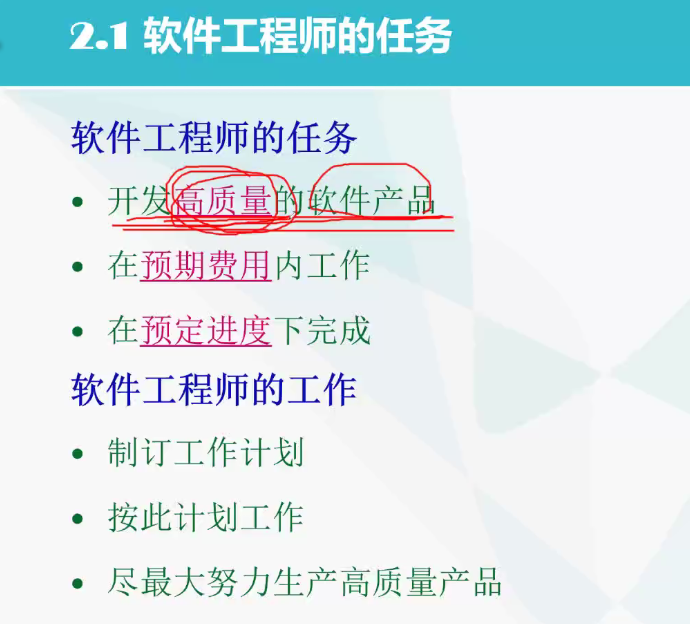 2.1 软件工程师的任务
软件工程师的任务
• 开发高质量的软件产品
• 在预期费用内工作
• 在预定进度下完成
软件工程师的工作
• 制订工作计划
• 按此计划工作
• 尽最大努力生产高质量产品